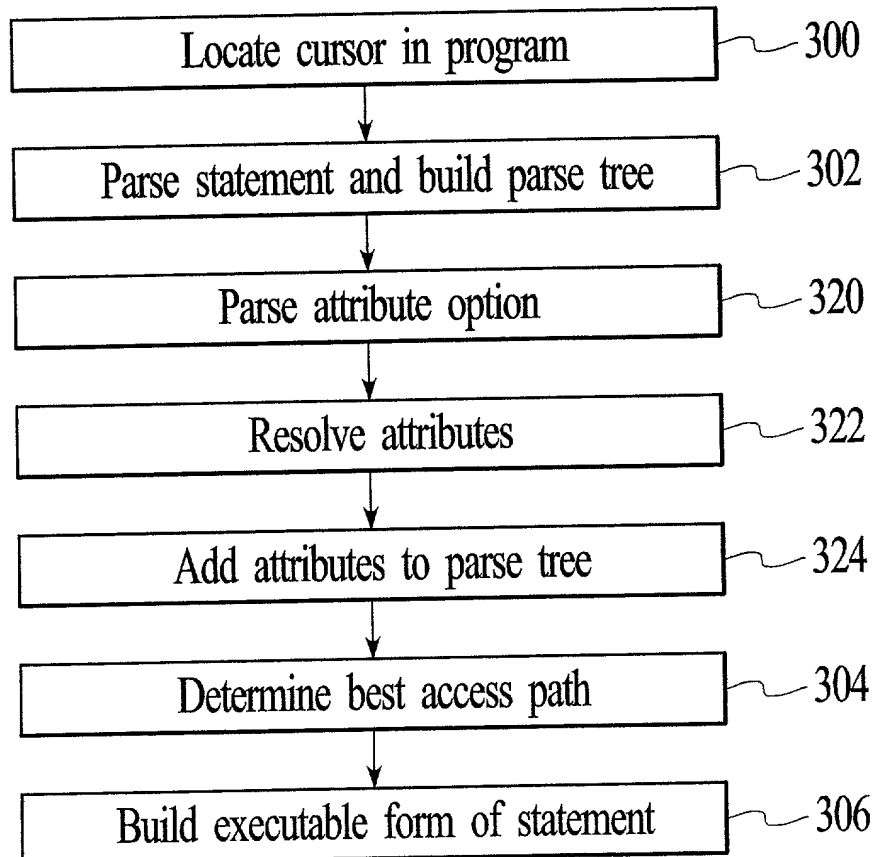 Locate cursor in program 300
Parse statement and build parse tree 302
Parse attribute option 320
Resolve attributes 322
Add attributes to parse tree 324
Determine best access path 304
Build executable form of statement 306